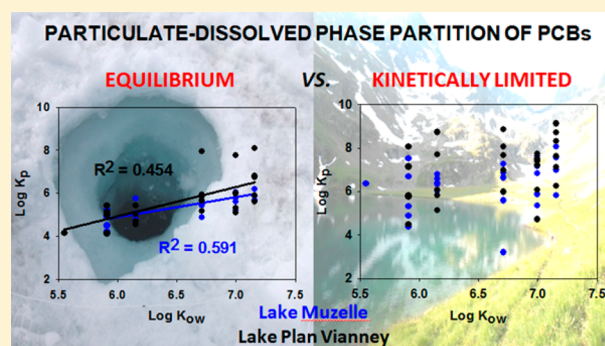 PARTICULATE-DISSOLVED PHASE PARTITION OF PCBs
EQUILIBRIUM VS. KINETICALLY LIMITED
10
8
6
4
2
Log Kp
R² = 0.454
R² = 0.591
5.5 6.0 6.5 7.0 7.5
Log Kow
10
8
6
4
2
Log Kp
5.5 6.0 6.5 7.0 7.5
Log Kow
Lake Muzelle
Lake Plan Vianney